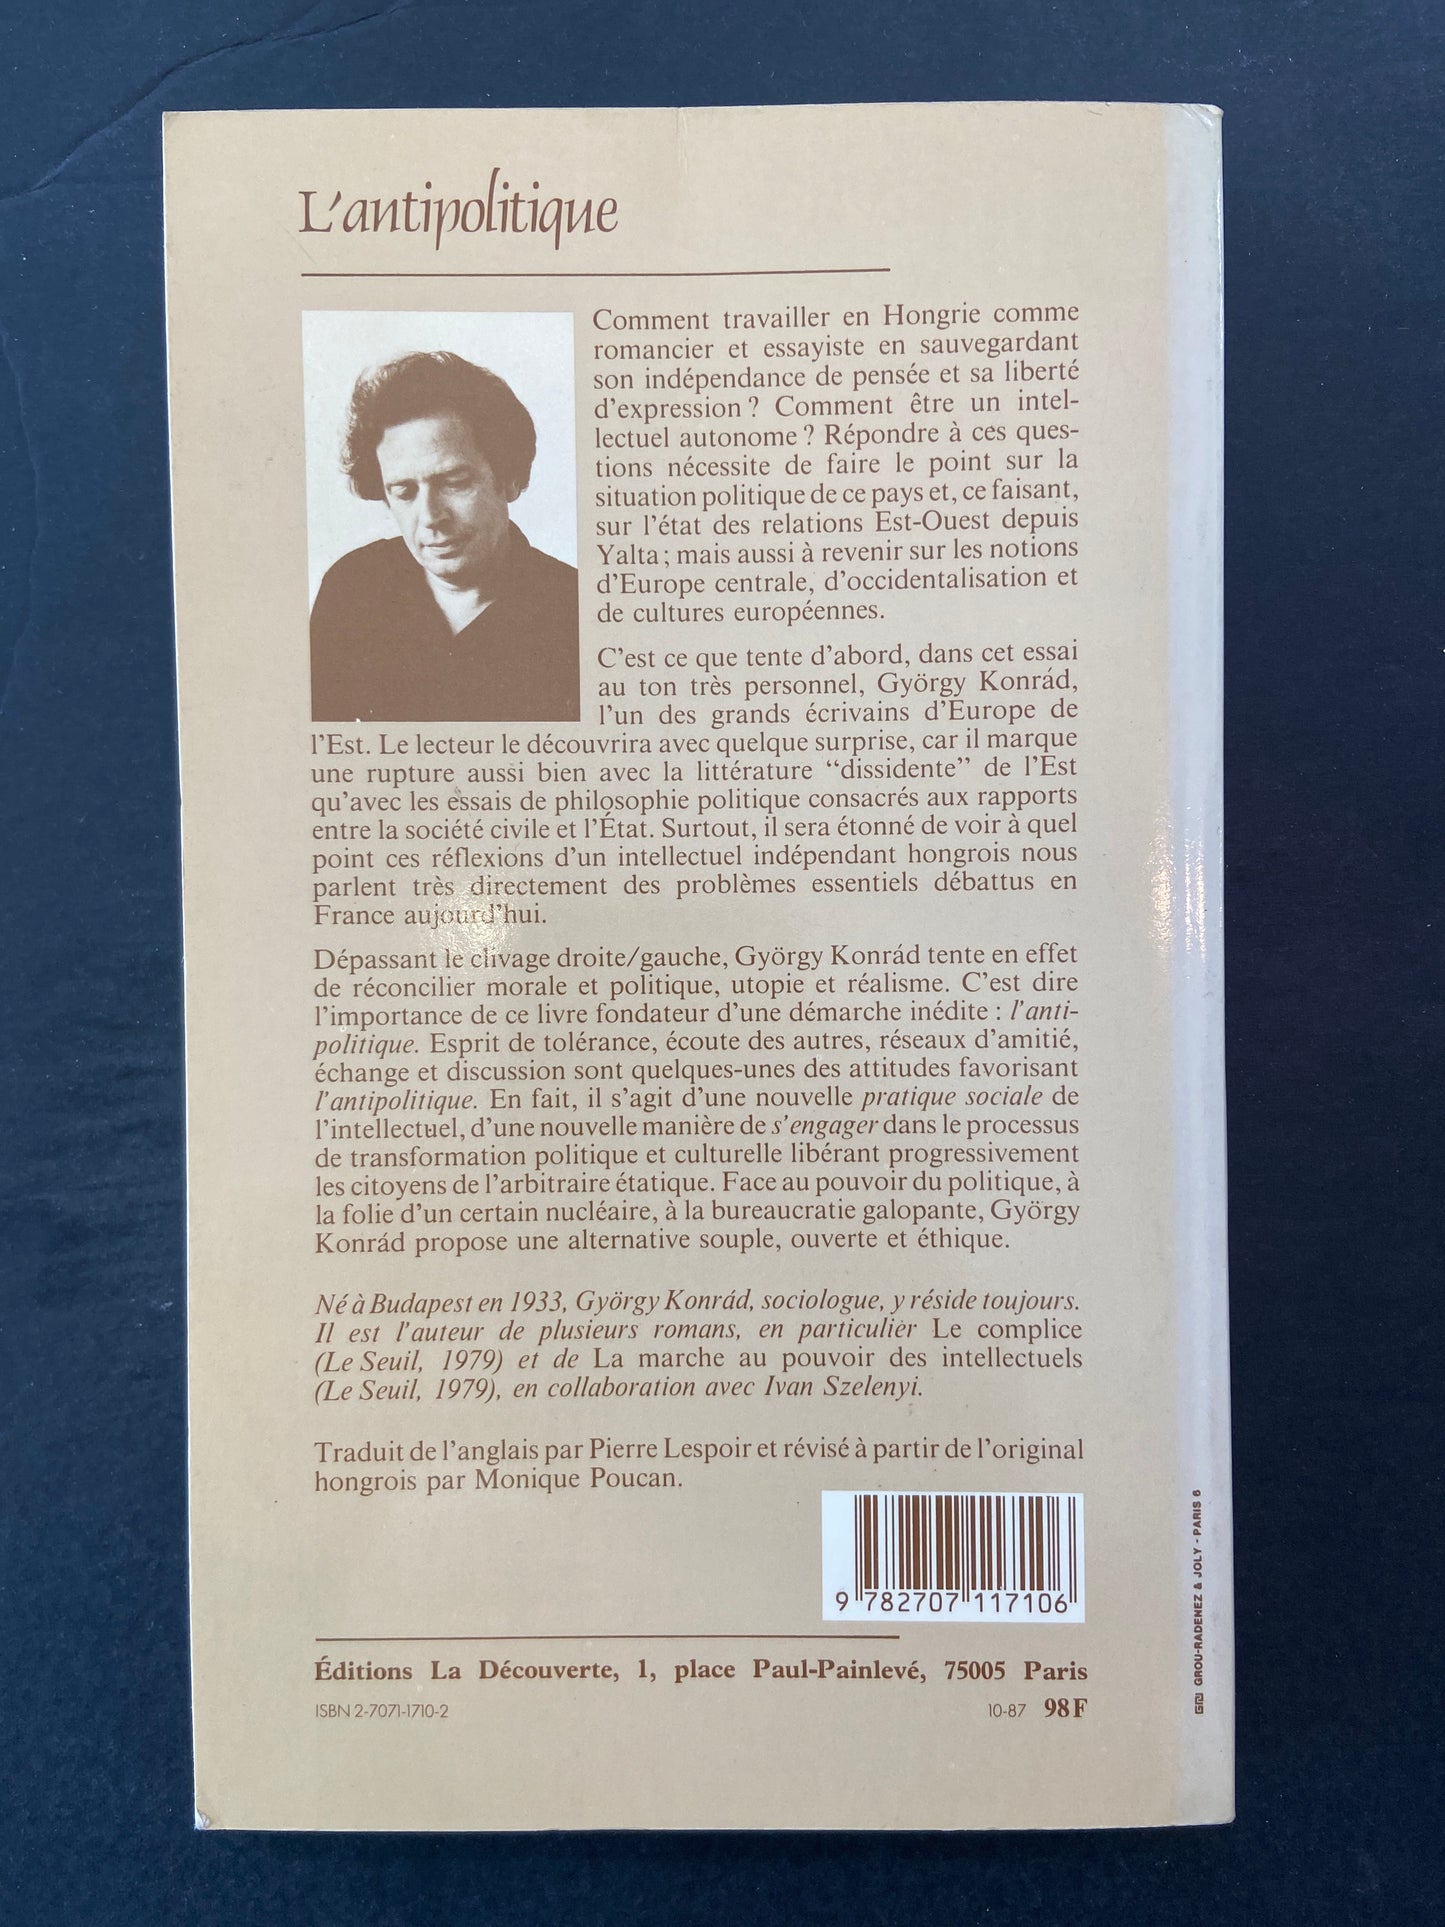 L'antipolitique
Comment travailler en Hongrie comme
romancier et essayiste en sauvegardant
son indépendance de pensée et sa liberté
d'expression ? Comment être un intel-
lectuel autonome ? Répondre à ces ques-
tions nécessite de faire le point sur la
situation politique de ce pays et, ce faisant,
sur l'état des relations Est-Ouest depuis
Yalta ; mais aussi à revenir sur les notions
d'Europe centrale, d'occidentalisation et
de cultures européennes.
C'est ce que tente d'abord, dans cet essai
au ton très personnel, György Konrád,
l'un des grands écrivains d'Europe de
l'Est. Le lecteur le découvrira avec quelque surprise, car il marque
une rupture aussi bien avec la littérature “dissidente” de l'Est
qu'avec les essais de philosophie politique consacrés aux rapports
entre la société civile et l'État. Surtout, il sera étonné de voir à quel
point ces réflexions d'un intellectuel indépendant hongrois nous
parlent très directement des problèmes essentiels débattus en
France aujourd'hui.
Dépassant le clivage droite/gauche, György Konrád tente en effet
de réconcilier morale et politique, utopie et réalisme. C'est dire
l'importance de ce livre fondateur d'une démarche inédite : l'anti-
politique. Esprit de tolérance, écoute des autres, réseaux d'amitié,
échange et discussion sont quelques-unes des attitudes favorisant
l'antipolitique. En fait, il s'agit d'une nouvelle pratique sociale de
l'intellectuel, d'une nouvelle manière de s'engager dans le processus
de transformation politique et culturelle libérant progressivement
les citoyens de l'arbitraire étatique. Face au pouvoir du politique, à
la folie d'un certain nucléaire, à la bureaucratie galopante, György
Konrád propose une alternative souple, ouverte et éthique.
Né à Budapest en 1933, György Konrád, sociologue, y réside toujours.
Il est l'auteur de plusieurs romans, en particulier Le complice
(Le Seuil, 1979) et de La marche au pouvoir des intellectuels
(Le Seuil, 1979), en collaboration avec Ivan Szelenyi.
Traduit de l'anglais par Pierre Lespoir et révisé à partir de l'original
hongrois par Monique Poucan.
9 782707 117106
Éditions La Découverte, 1, place Paul-Painlevé, 75005 Paris
ISBN 2-7071-1710-2
10-87 98 F
GROU-RADENEZ & JOLY - PARIS 6